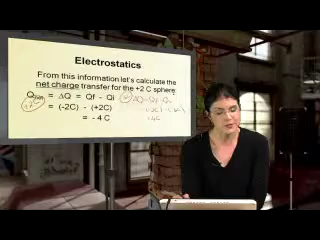 Electrostatics
From this information let's calculate the
net charge transfer for the +2 C sphere:
= ΔQ = Qf - Qi
= (-2C) - (+2C)
= - 4 C